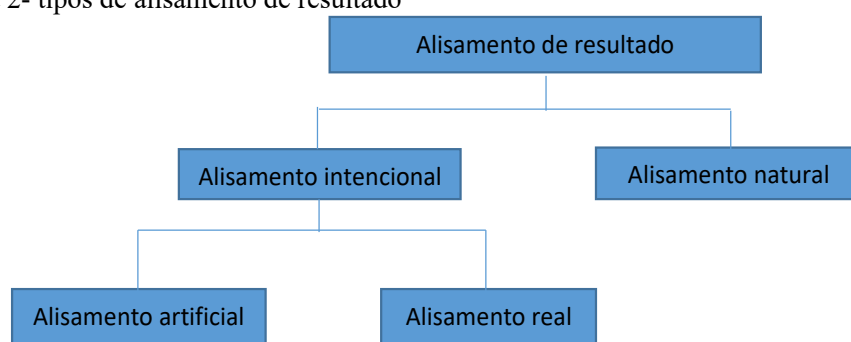 2- tipos de alisamento de resultado
Alisamento de resultado
Alisamento intencional
Alisamento natural
Alisamento artificial
Alisamento real